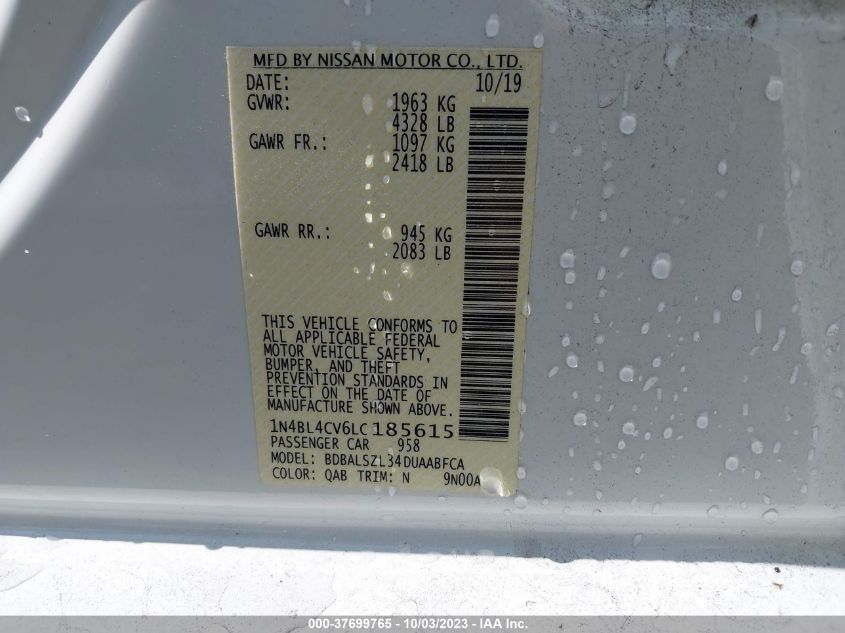 MFD BY NISSAN MOTOR CO., LTD.
DATE: 10/19
GVWR: 1963 KG
4328 LB
GAWR FR.: 1097 KG
2418 LB
GAWR RR.: 945 KG
2083 LB
THIS VEHICLE CONFORMS TO
ALL APPLICABLE FEDERAL
MOTOR VEHICLE SAFETY,
BUMPER, AND THEFT
PREVENTION STANDARDS IN
EFFECT ON THE DATE OF
MANUFACTURE SHOWN ABOVE.
1N4BL4CV6LC185615
PASSENGER CAR 958
MODEL: BDBALSZL34DUAABFCA
COLOR: QAB TRIM: N 9N00A
000-37699765 - 10/03/2023 - IAA Inc.